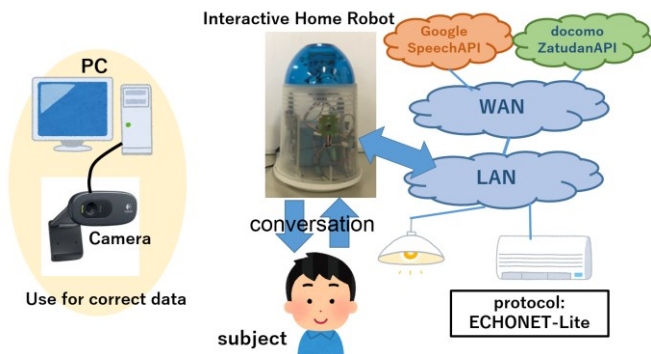 Interactive Home Robot
PC
Camera
Use for correct data
conversation
subject
Google
SpeechAPI
docomo
ZatudanAPI
WAN
LAN
protocol:
ECHONET-Lite